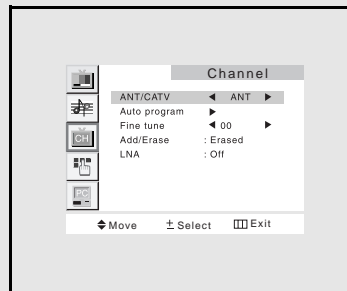 Channel
ANT/CATV ◀ ANT ▶
Auto program ▶
Fine tune ◀ 00 ▶
Add/Erase : Erased
LNA : Off
CH
PC
Move ± Select Exit